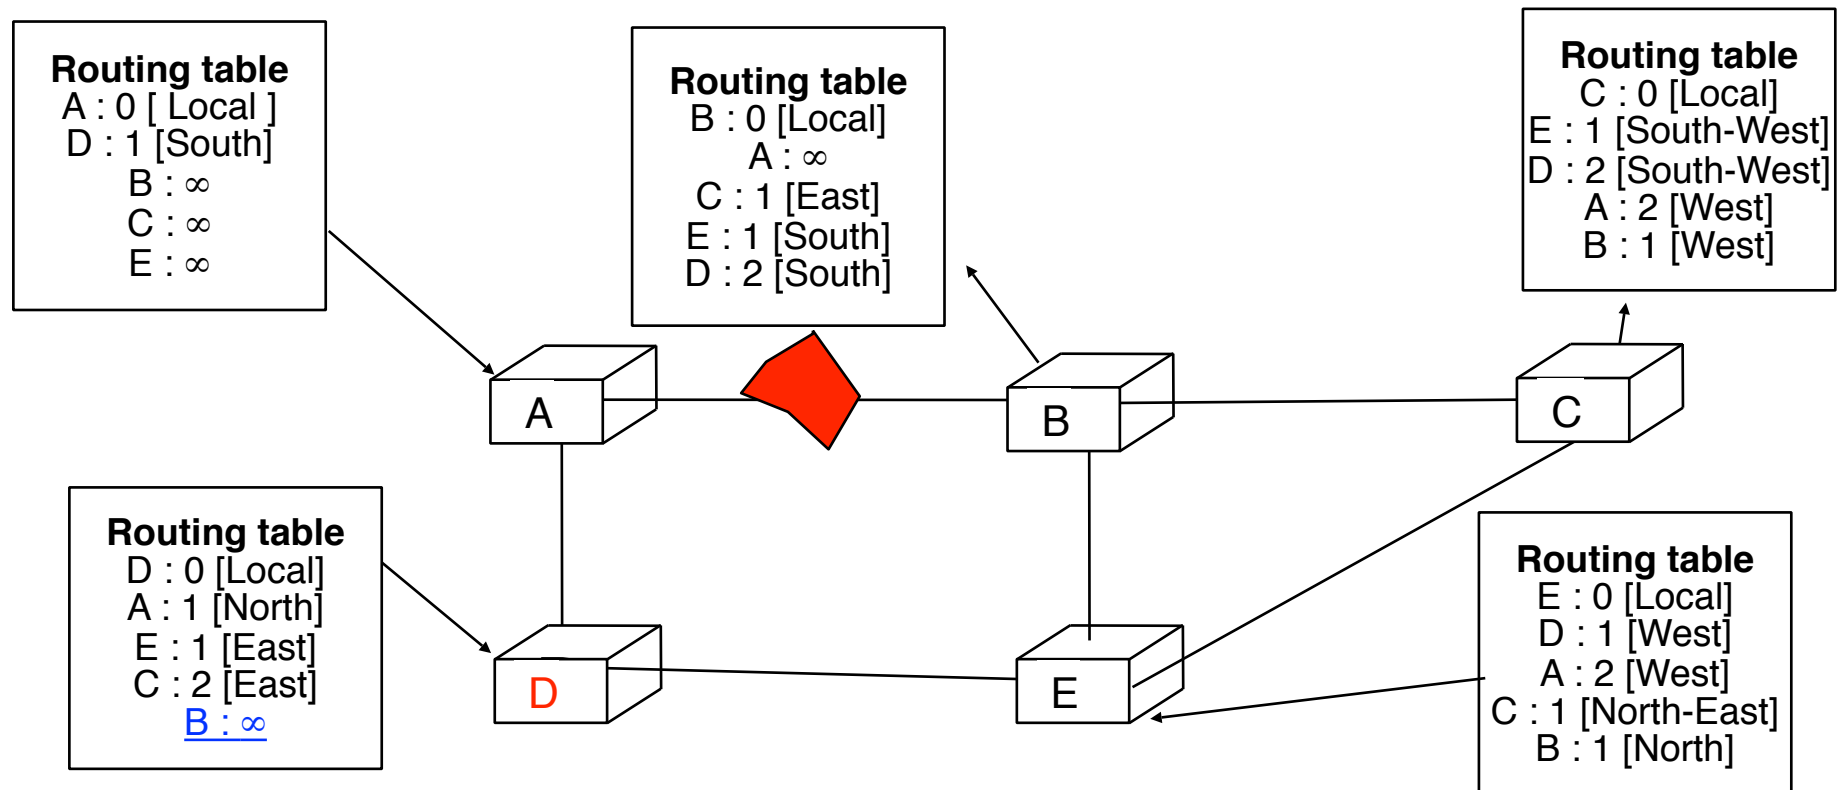 Routing table
A : 0 [ Local ]
D : 1 [South]
B : ∞
C : ∞
E : ∞
Routing table
B : 0 [Local]
A : ∞
C : 1 [East]
E : 1 [South]
D : 2 [South]
Routing table
C : 0 [Local]
E : 1 [South-West]
D : 2 [South-West]
A : 2 [West]
B : 1 [West]
A
B
C
Routing table
D : 0 [Local]
A : 1 [North]
E : 1 [East]
C : 2 [East]
B : ∞
D
E
Routing table
E : 0 [Local]
D : 1 [West]
A : 2 [West]
C : 1 [North-East]
B : 1 [North]